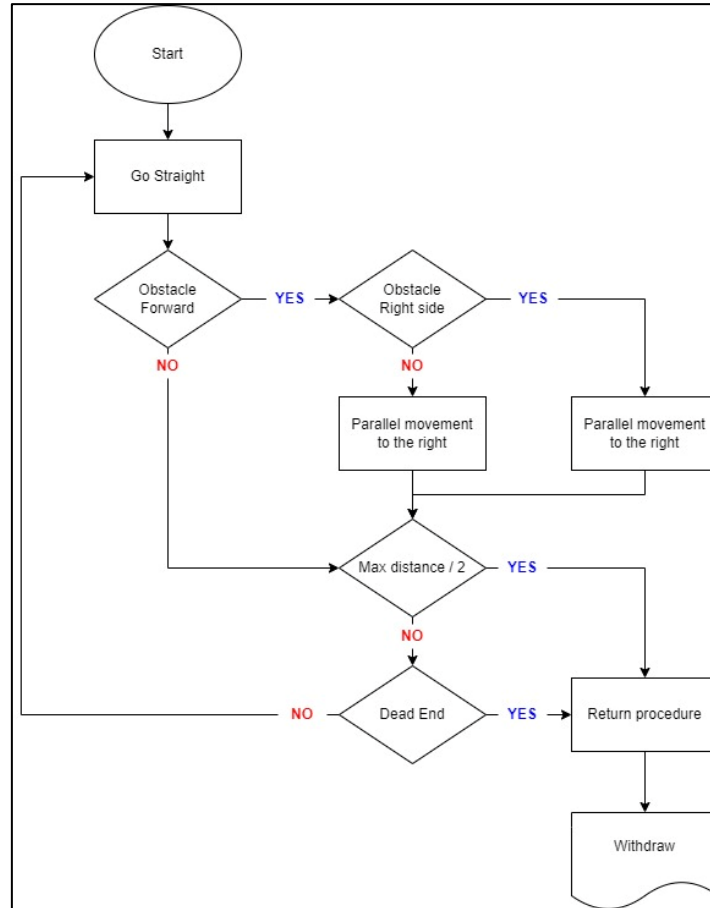 Start
Go Straight
Obstacle
Forward
YES
Obstacle
Right side
YES
NO
NO
Parallel movement
to the right
Parallel movement
to the right
Max distance / 2
YES
NO
NO
Dead End
YES
Return procedure
Withdraw